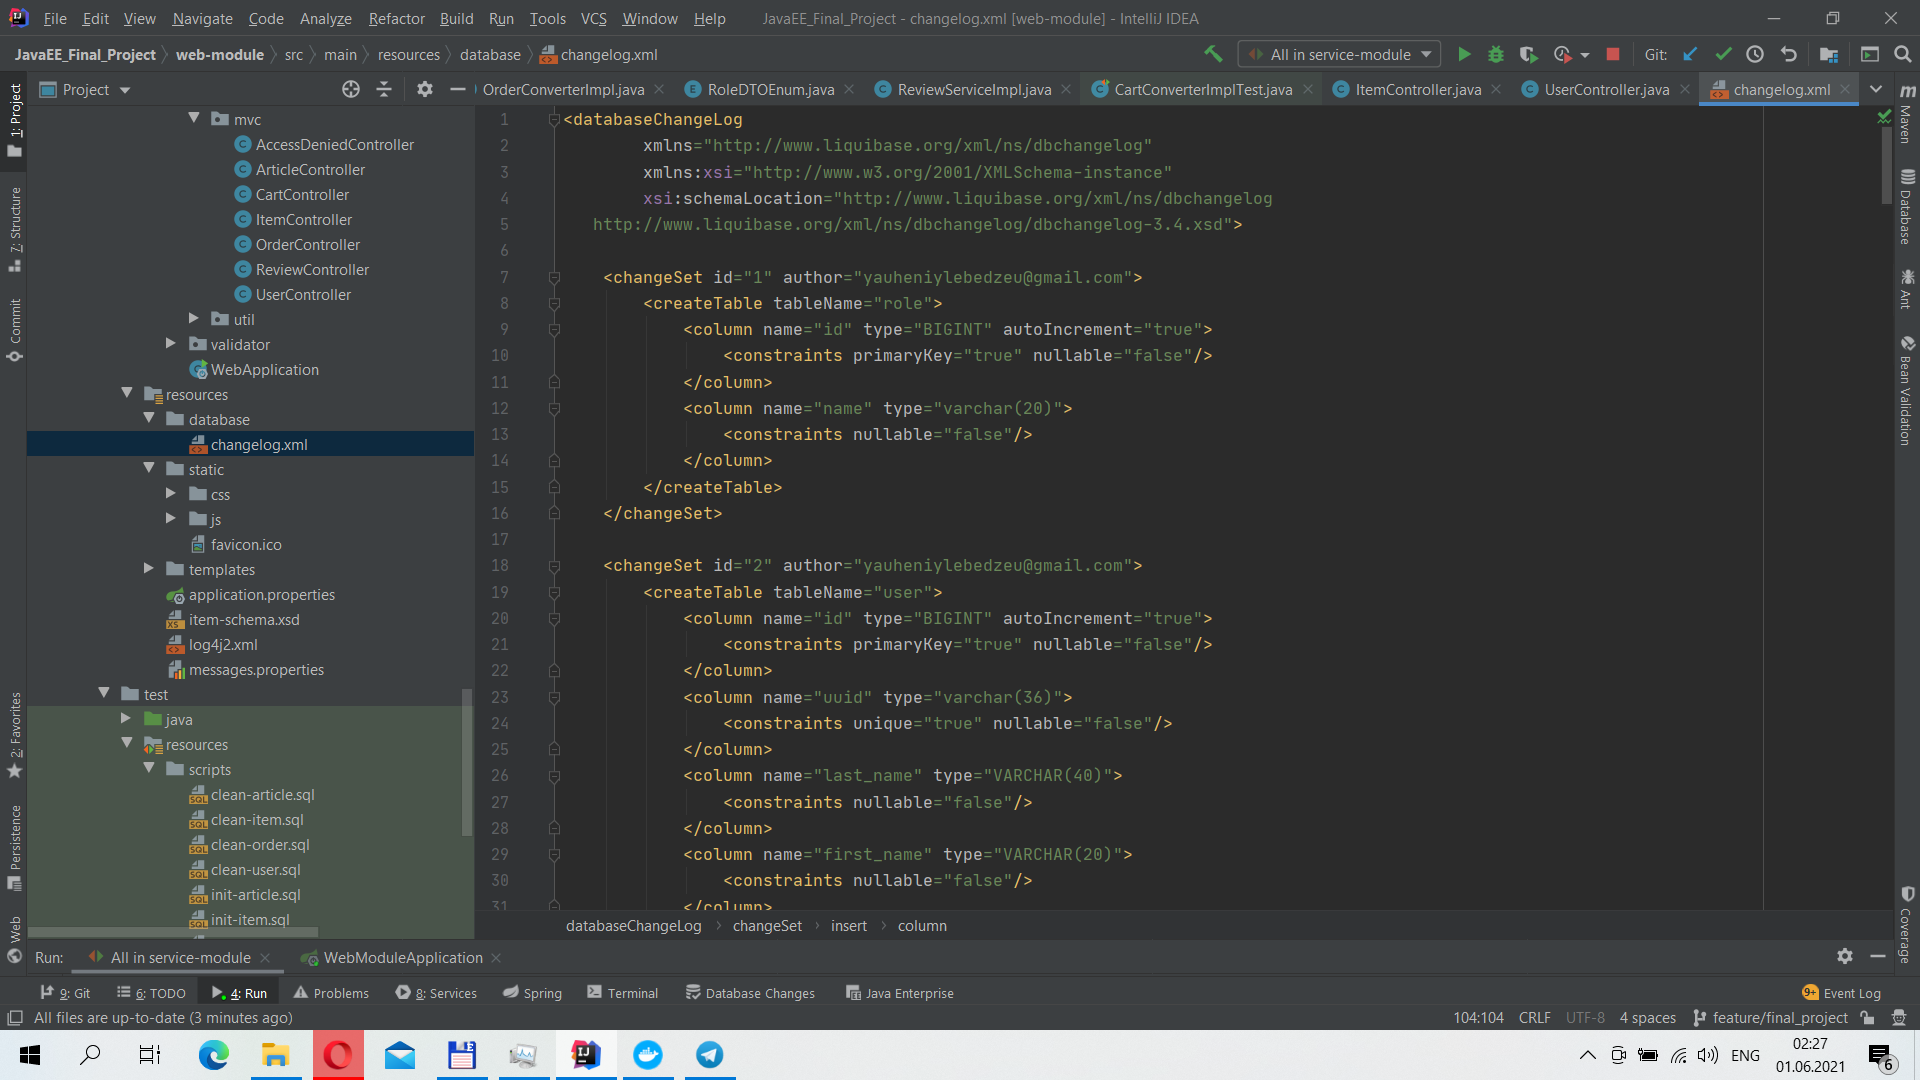 File Edit View Navigate Code Analyze Refactor Build Run Tools VCS Window Help JavaEE_Final_Project - changelog.xml [web-module] - IntelliJ IDEA
JavaEE_Final_Project web-module src main resources database changelog.xml All in service-module Git:
Project OrderConverterImpl.java RoleDTOEnum.java ReviewServiceImpl.java CartConverterImplTest.java ItemController.java UserController.java changelog.xml
1: Project
7: Structure
Commit
2: Favorites
Persistence
Web
mvc
AccessDeniedController
ArticleController
CartController
ItemController
OrderController
ReviewController
UserController
util
validator
WebApplication
resources
database
changelog.xml
static
css
js
favicon.ico
templates
application.properties
item-schema.xsd
log4j2.xml
messages.properties
test
java
resources
scripts
clean-article.sql
clean-item.sql
clean-order.sql
clean-user.sql
init-article.sql
init-item.sql
1 <databaseChangeLog
2 xmlns="http://www.liquibase.org/xml/ns/dbchangelog"
3 xmlns:xsi="http://www.w3.org/2001/XMLSchema-instance"
4 xsi:schemaLocation="http://www.liquibase.org/xml/ns/dbchangelog
5 http://www.liquibase.org/xml/ns/dbchangelog/dbchangelog-3.4.xsd">
6
7 <changeSet id="1" author="yauheniylebedzeu@gmail.com">
8 <createTable tableName="role">
9 <column name="id" type="BIGINT" autoIncrement="true">
10 <constraints primaryKey="true" nullable="false"/>
11 </column>
12 <column name="name" type="varchar(20)">
13 <constraints nullable="false"/>
14 </column>
15 </createTable>
16 </changeSet>
17
18 <changeSet id="2" author="yauheniylebedzeu@gmail.com">
19 <createTable tableName="user">
20 <column name="id" type="BIGINT" autoIncrement="true">
21 <constraints primaryKey="true" nullable="false"/>
22 </column>
23 <column name="uuid" type="varchar(36)">
24 <constraints unique="true" nullable="false"/>
25 </column>
26 <column name="last_name" type="VARCHAR(40)">
27 <constraints nullable="false"/>
28 </column>
29 <column name="first_name" type="VARCHAR(20)">
30 <constraints nullable="false"/>
31 </column>
databaseChangeLog changeSet insert column
Maven
Database
Ant
Bean Validation
Coverage
Run: All in service-module WebModuleApplication
9: Git 6: TODO 4: Run Problems 8: Services Spring Terminal Database Changes Java Enterprise 9+ Event Log
All files are up-to-date (3 minutes ago) 104:104 CRLF UTF-8 4 spaces feature/final_project
ENG 02:27
01.06.2021 6